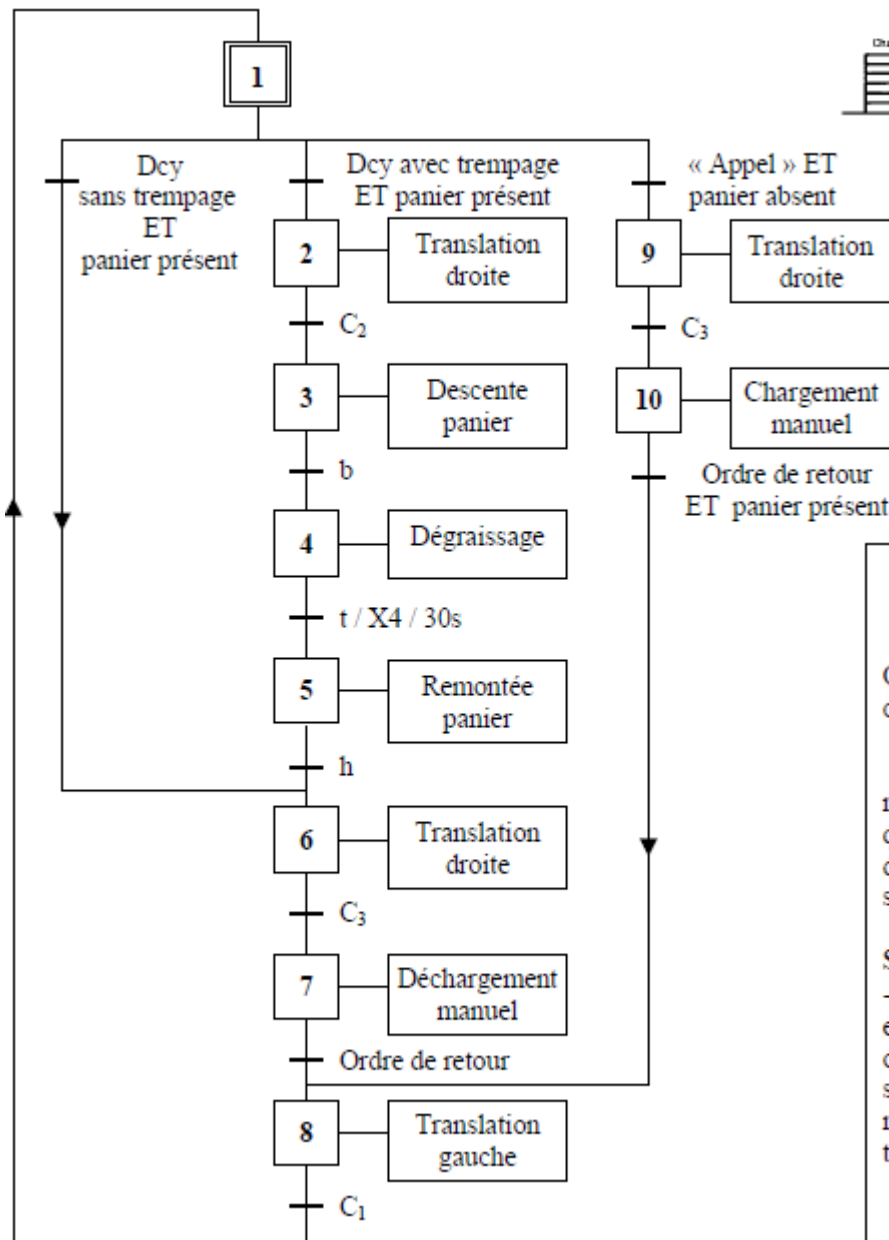 1
Dcy
sans trempage
ET
panier présent
Dcy avec trempage
ET panier présent
« Appel » ET
panier absent
2
Translation
droite
9
Translation
droite
C₂
C₃
3
Descente
panier
10
Chargement
manuel
b
Ordre de retour
ET panier présent
4
Dégraissage
t / X4 / 30s
5
Remontée
panier
h
6
Translation
droite
C₃
7
Déchargement
manuel
Ordre de retour
8
Translation
gauche
C₁